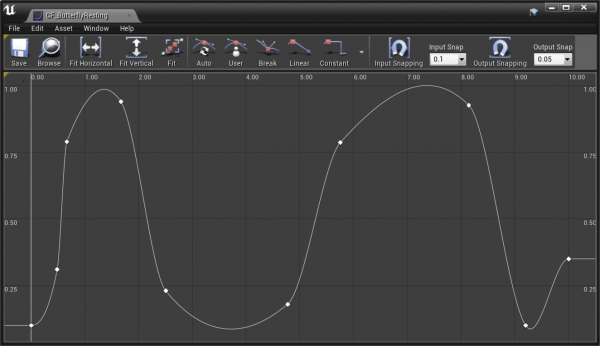 CF_ButterflyResting
File Edit Asset Window Help
Save Browse Fit Horizontal Fit Vertical Fit Auto User Break Linear Constant Input Snapping Input Snap 0.1 Output Snapping Output Snap 0.05
0.00 1.00 2.00 3.00 4.00 5.00 6.00 7.00 8.00 9.00 10.00
1.00 1.00
0.75 0.75
0.50 0.50
0.25 0.25